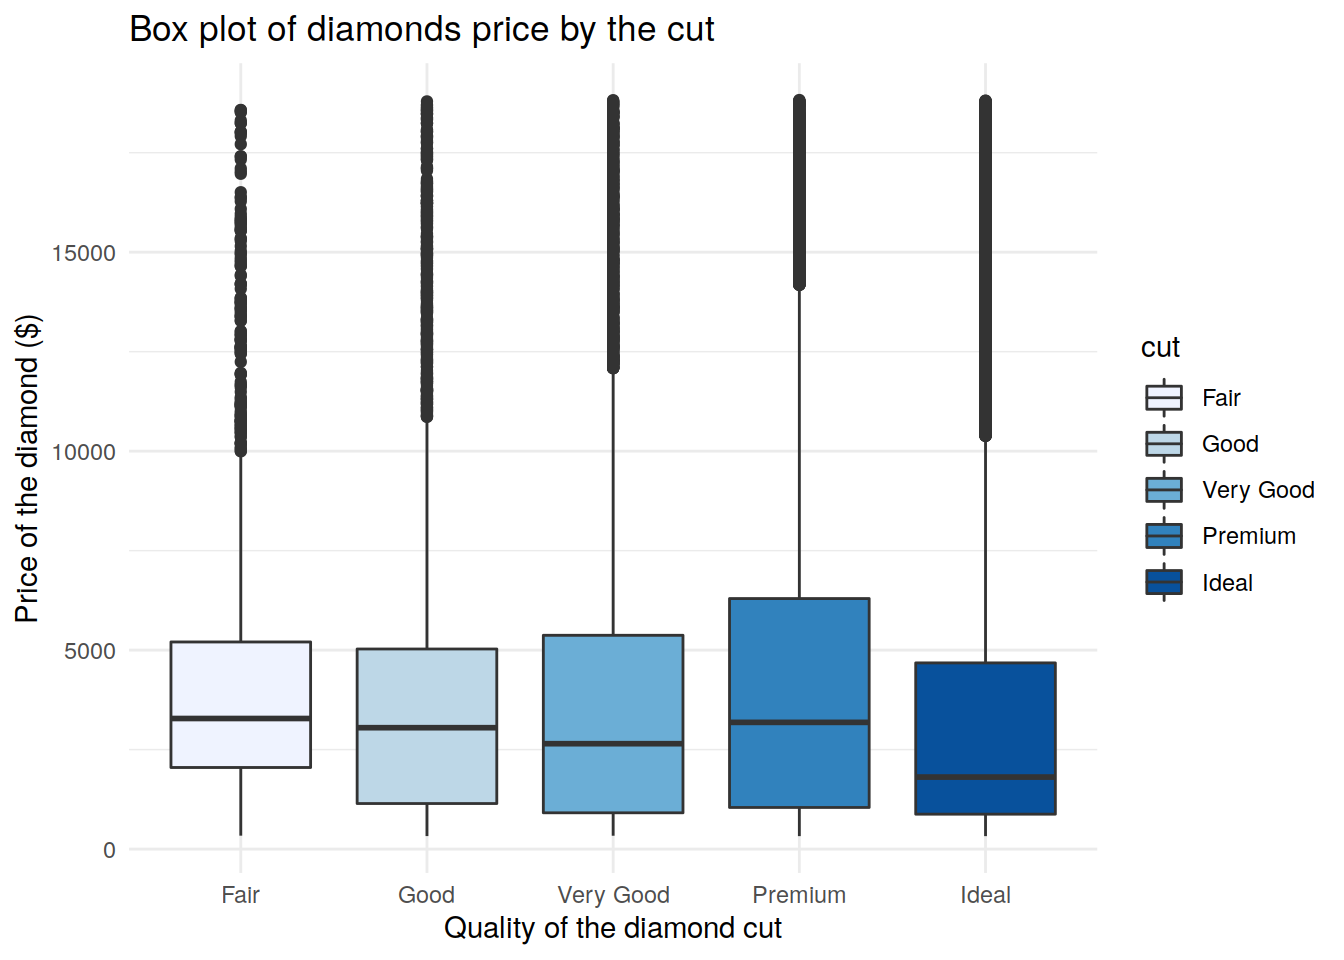 Box plot of diamonds price by the cut
Price of the diamond ($)
15000
10000
5000
0
Fair
Good
Very Good
Premium
Ideal
Quality of the diamond cut
cut
Fair
Good
Very Good
Premium
Ideal